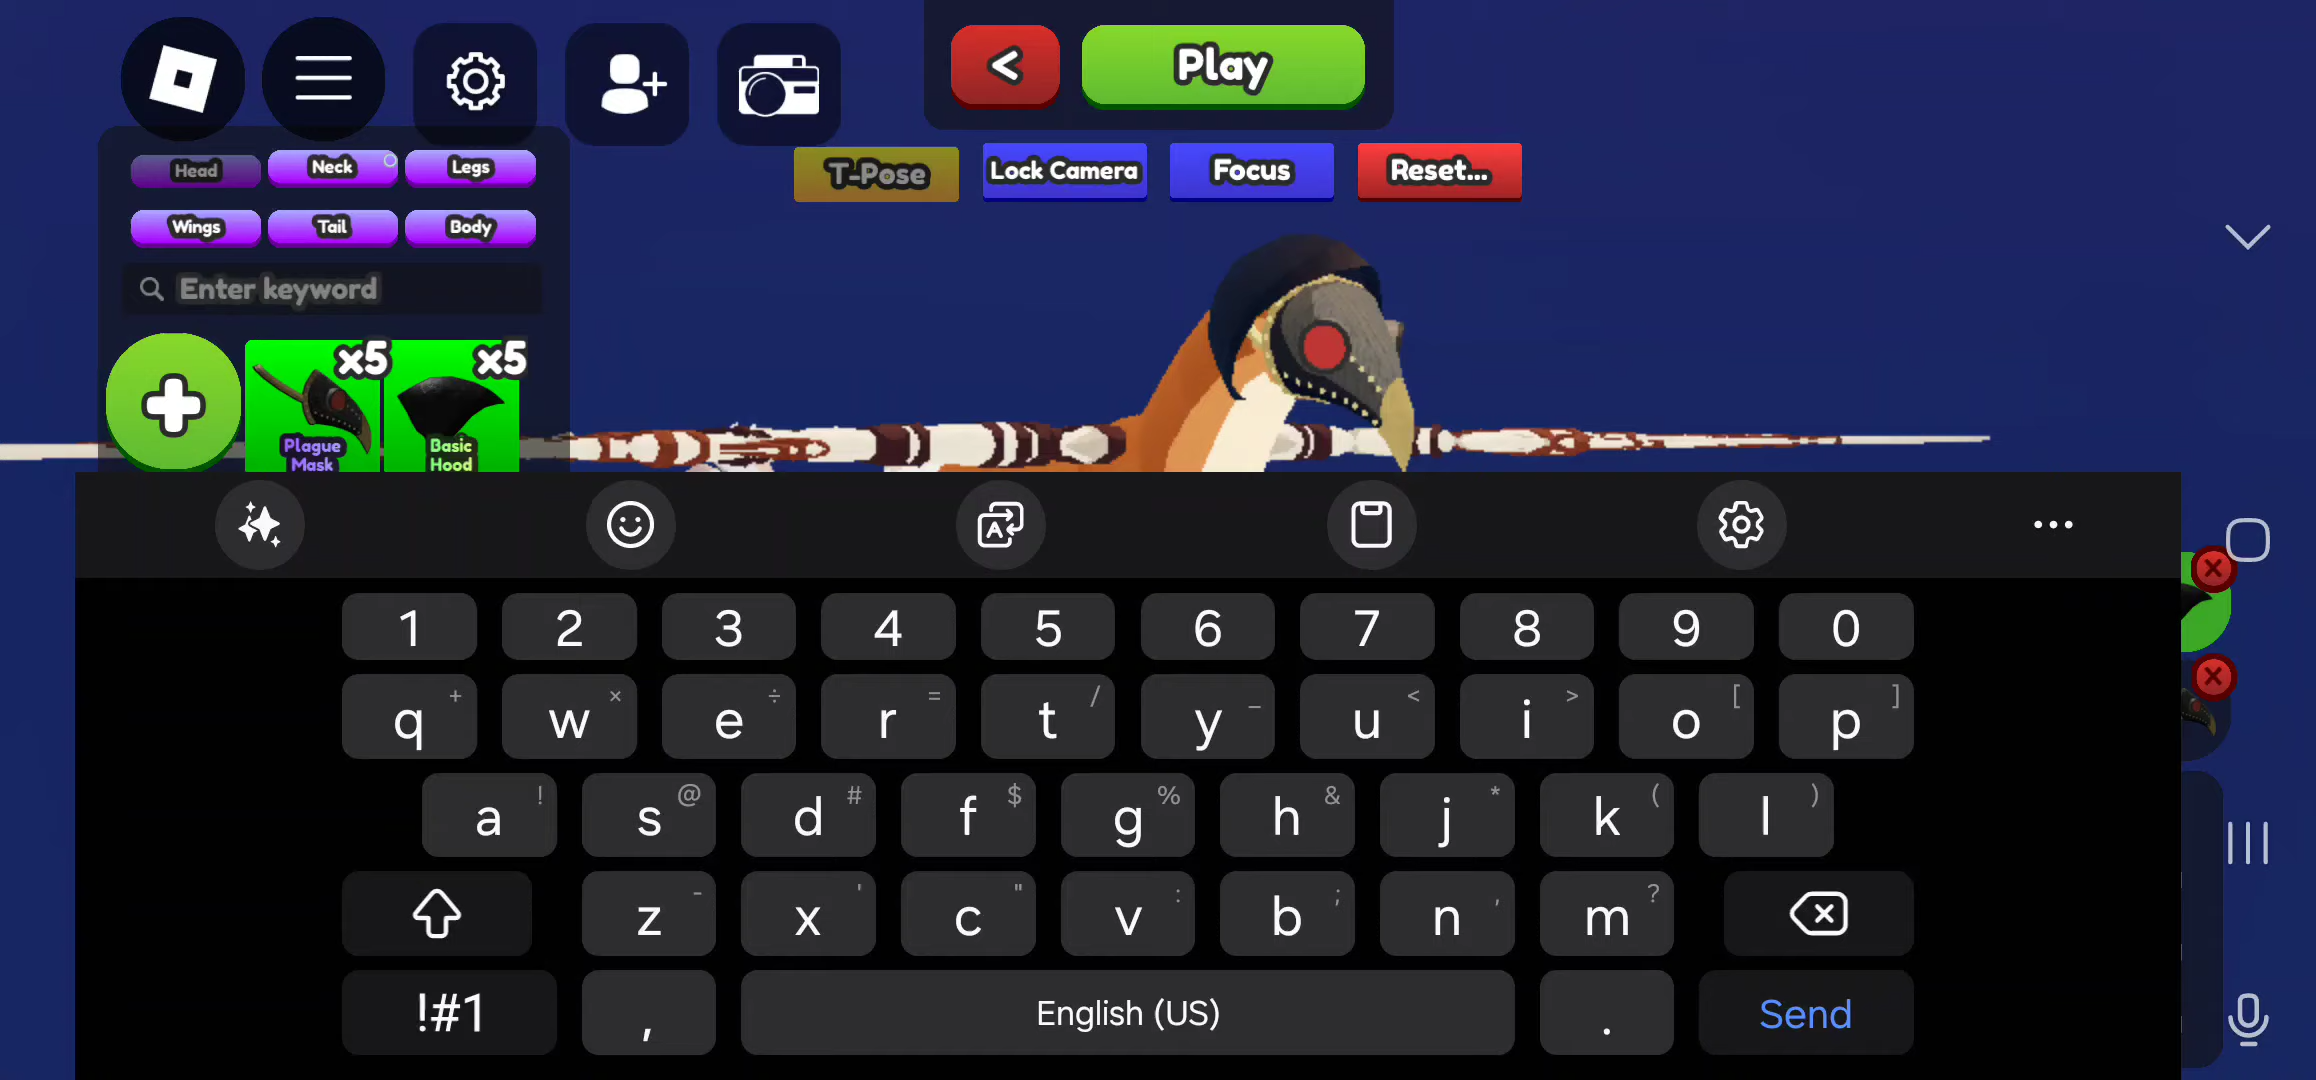 < Play
Head Neck Legs
T-Pose Lock Camera Focus Reset...
Wings Tail Body
Enter keyword
x5 x5
Plague Mask
Basic Hood
1 2 3 4 5 6 7 8 9 0
q + w × e ÷ r = t / y _ u < i > o [ p ]
a ! s @ d # f $ g % h & j * k ( l )
z - x ' c " v : b ; n , m ?
!#1 , English (US) . Send